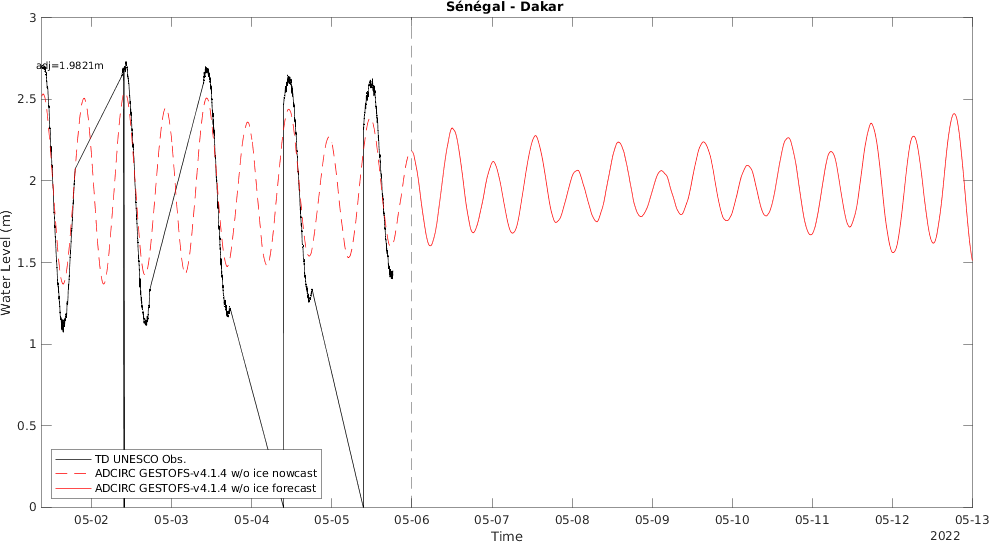 Sénégal - Dakar
adj=1.9821m
Water Level (m)
3
2.5
2
1.5
1
0.5
0
TD UNESCO Obs.
ADCIRC GESTOFS-v4.1.4 w/o ice nowcast
ADCIRC GESTOFS-v4.1.4 w/o ice forecast
05-02 05-03 05-04 05-05 05-06 05-07 05-08 05-09 05-10 05-11 05-12 05-13
Time
2022